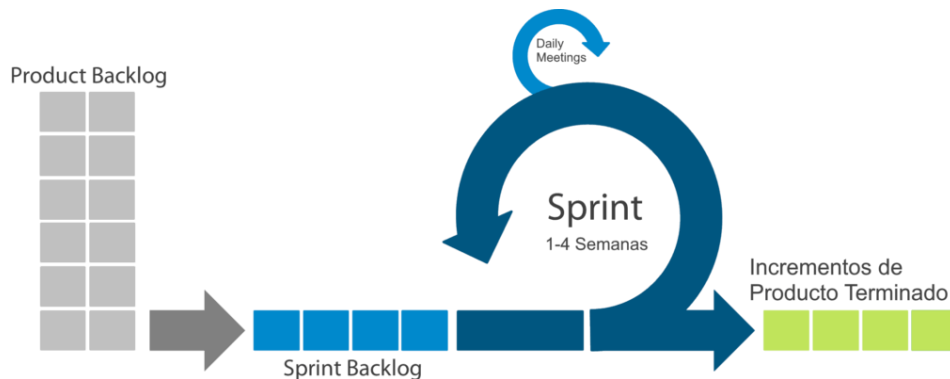 Product Backlog
Daily
Meetings
Sprint
1-4 Semanas
Incrementos de
Producto Terminado
Sprint Backlog